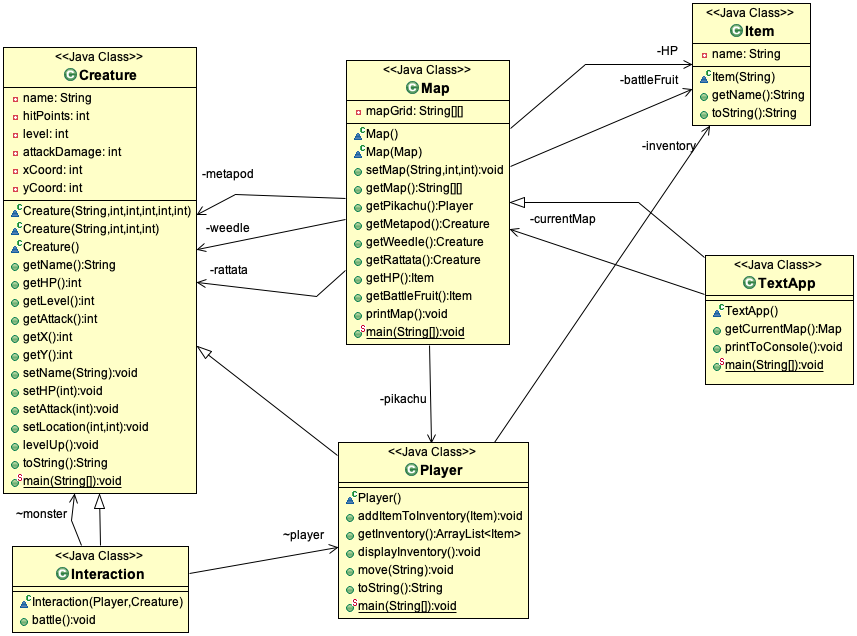 <<Java Class>>
Creature
name: String
hitPoints: int
level: int
attackDamage: int
xCoord: int
yCoord: int
Creature(String,int,int,int,int,int)
Creature(String,int,int,int)
Creature()
getName():String
getHP():int
getLevel():int
getAttack():int
getX():int
getY():int
setName(String):void
setHP(int):void
setAttack(int):void
setLocation(int,int):void
levelUp():void
toString():String
main(String[]):void
-metapod
-weedle
-rattata
<<Java Class>>
Map
mapGrid: String[][]
Map()
Map(Map)
setMap(String,int,int):void
getMap():String[][]
getPikachu():Player
getMetapod():Creature
getWeedle():Creature
getRattata():Creature
getHP():Item
getBattleFruit():Item
printMap():void
main(String[]):void
-HP
-battleFruit
-inventory
<<Java Class>>
Item
name: String
Item(String)
getName():String
toString():String
-currentMap
<<Java Class>>
TextApp
TextApp()
getCurrentMap():Map
printToConsole():void
main(String[]):void
-pikachu
<<Java Class>>
Player
Player()
addItemToInventory(Item):void
getInventory():ArrayList<Item>
displayInventory():void
move(String):void
toString():String
main(String[]):void
~monster
~player
<<Java Class>>
Interaction
Interaction(Player,Creature)
battle():void